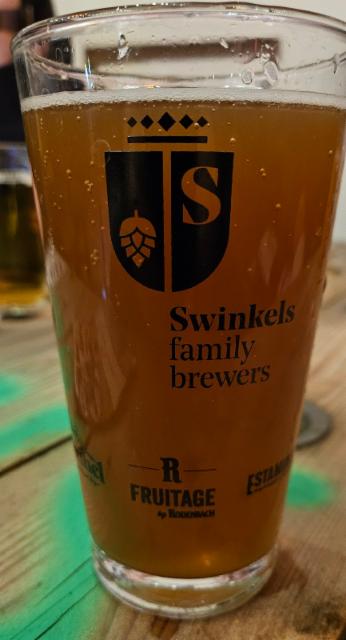 S
Swinkels
family
brewers
R
FRUITAGE
by RODENBACH